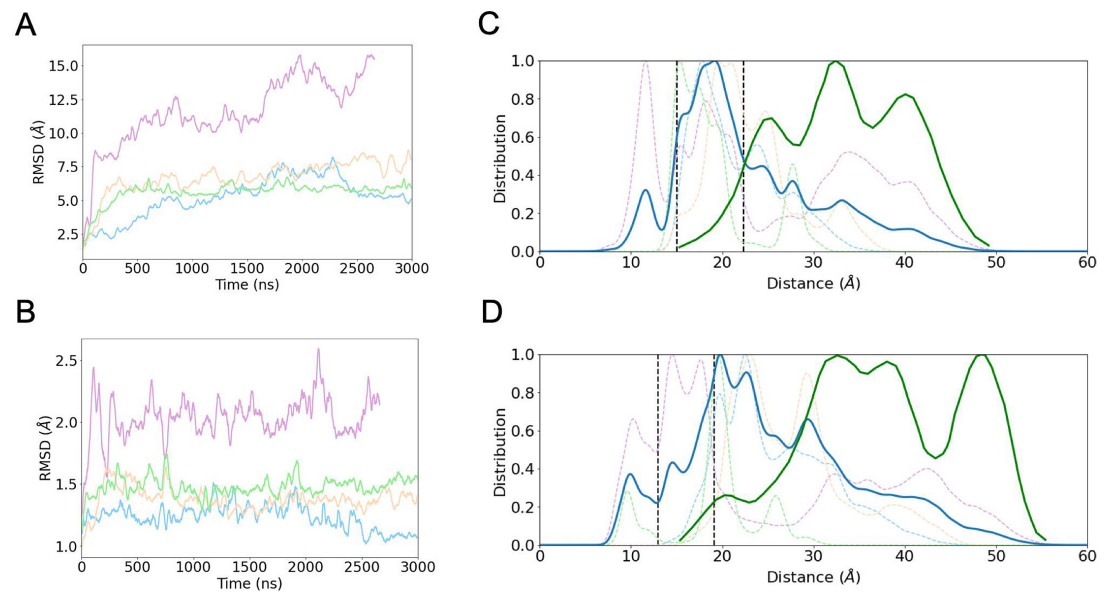 A
15.0
12.5
10.0
7.5
5.0
2.5
RMSD (Å)
0 500 1000 1500 2000 2500 3000
Time (ns)
C
1.0
0.8
0.6
0.4
0.2
0.0
Distribution
0 10 20 30 40 50 60
Distance (Å)
B
2.5
2.0
1.5
1.0
RMSD (Å)
0 500 1000 1500 2000 2500 3000
Time (ns)
D
1.0
0.8
0.6
0.4
0.2
0.0
Distribution
0 10 20 30 40 50 60
Distance (Å)